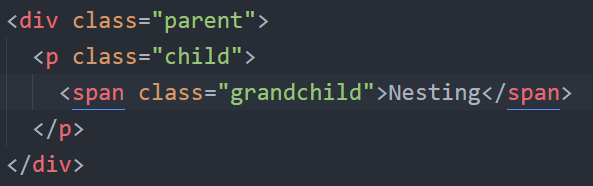 <div class="parent">
<p class="child">
<span class="grandchild">Nesting</span>
</p>
</div>